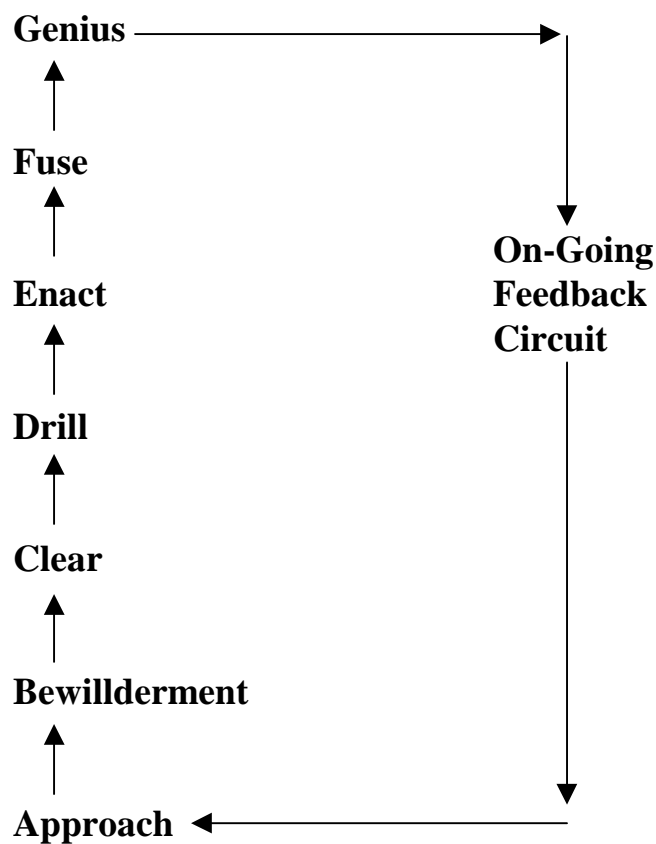 Genius
Fuse
On-Going
Feedback
Circuit
Enact
Drill
Clear
Bewillderment
Approach